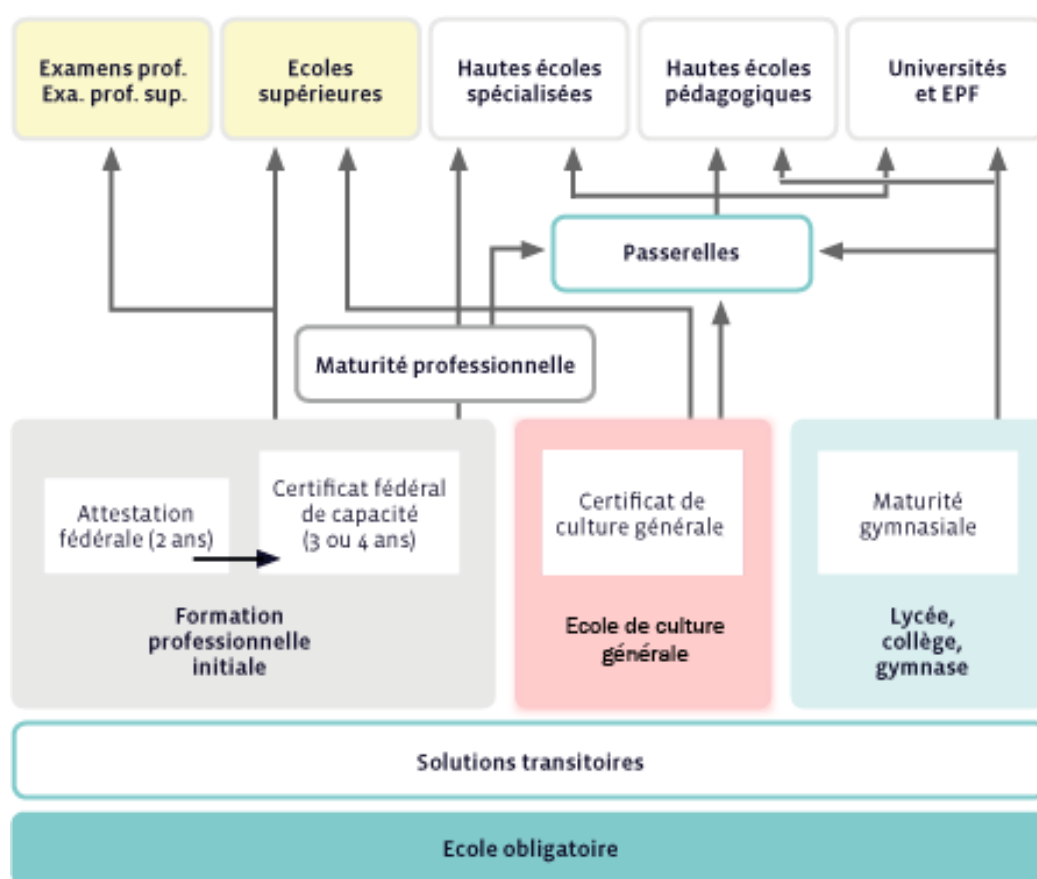 Examens prof.
Exa. prof. sup.
Ecoles
supérieures
Hautes écoles
spécialisées
Hautes écoles
pédagogiques
Universités
et EPF
Passerelles
Maturité professionnelle
Attestation
fédérale (2 ans)
Certificat fédéral
de capacité
(3 ou 4 ans)
Formation
professionnelle
initiale
Certificat de
culture générale
Ecole de culture
générale
Maturité
gymnasiale
Lycée,
collège,
gymnase
Solutions transitoires
Ecole obligatoire